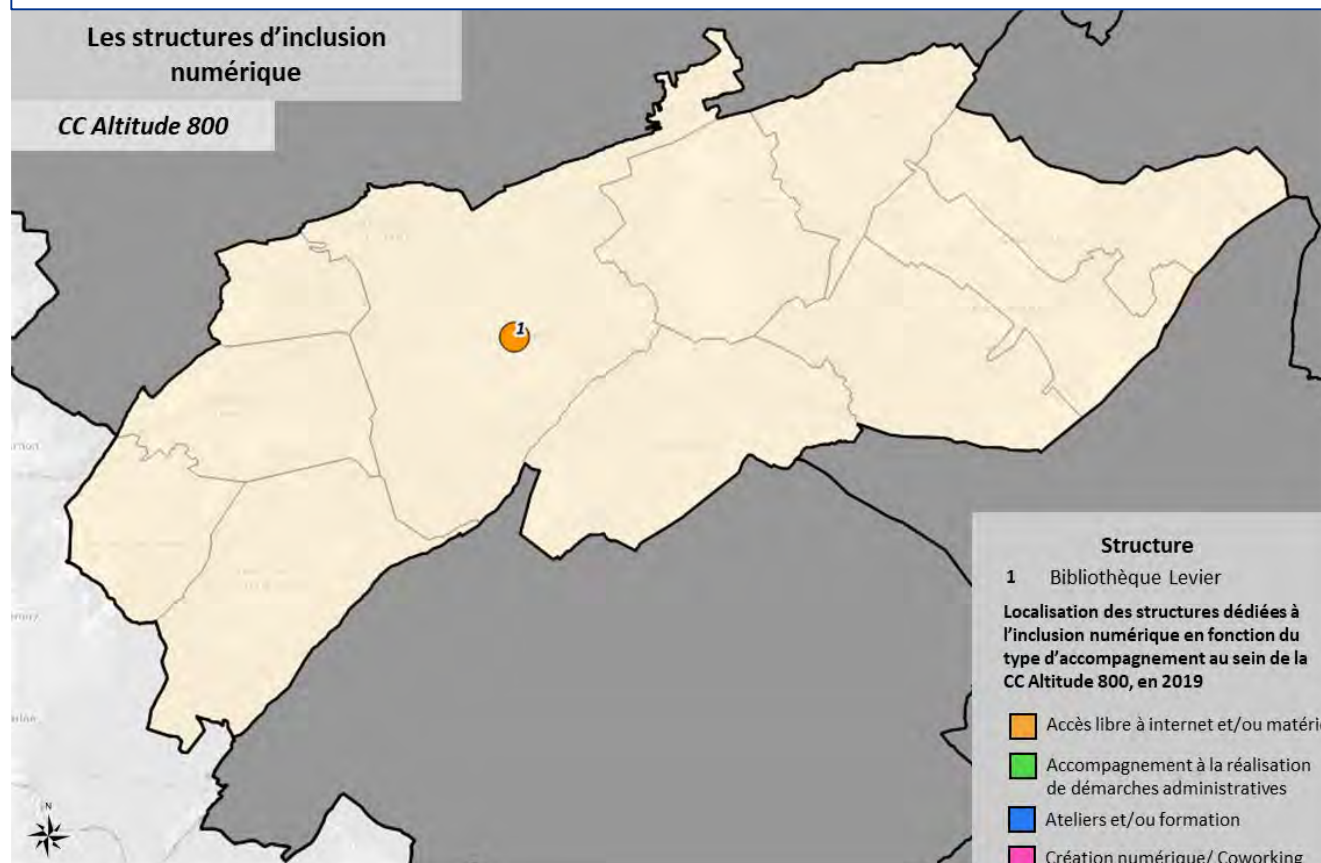 Les structures d'inclusion
numérique
CC Altitude 800
1
Structure
1 Bibliothèque Levier
Localisation des structures dédiées à
l'inclusion numérique en fonction du
type d'accompagnement au sein de la
CC Altitude 800, en 2019
Accès libre à internet et/ou matérie
Accompagnement à la réalisation
de démarches administratives
Ateliers et/ou formation
Création numérique/ Coworking
N